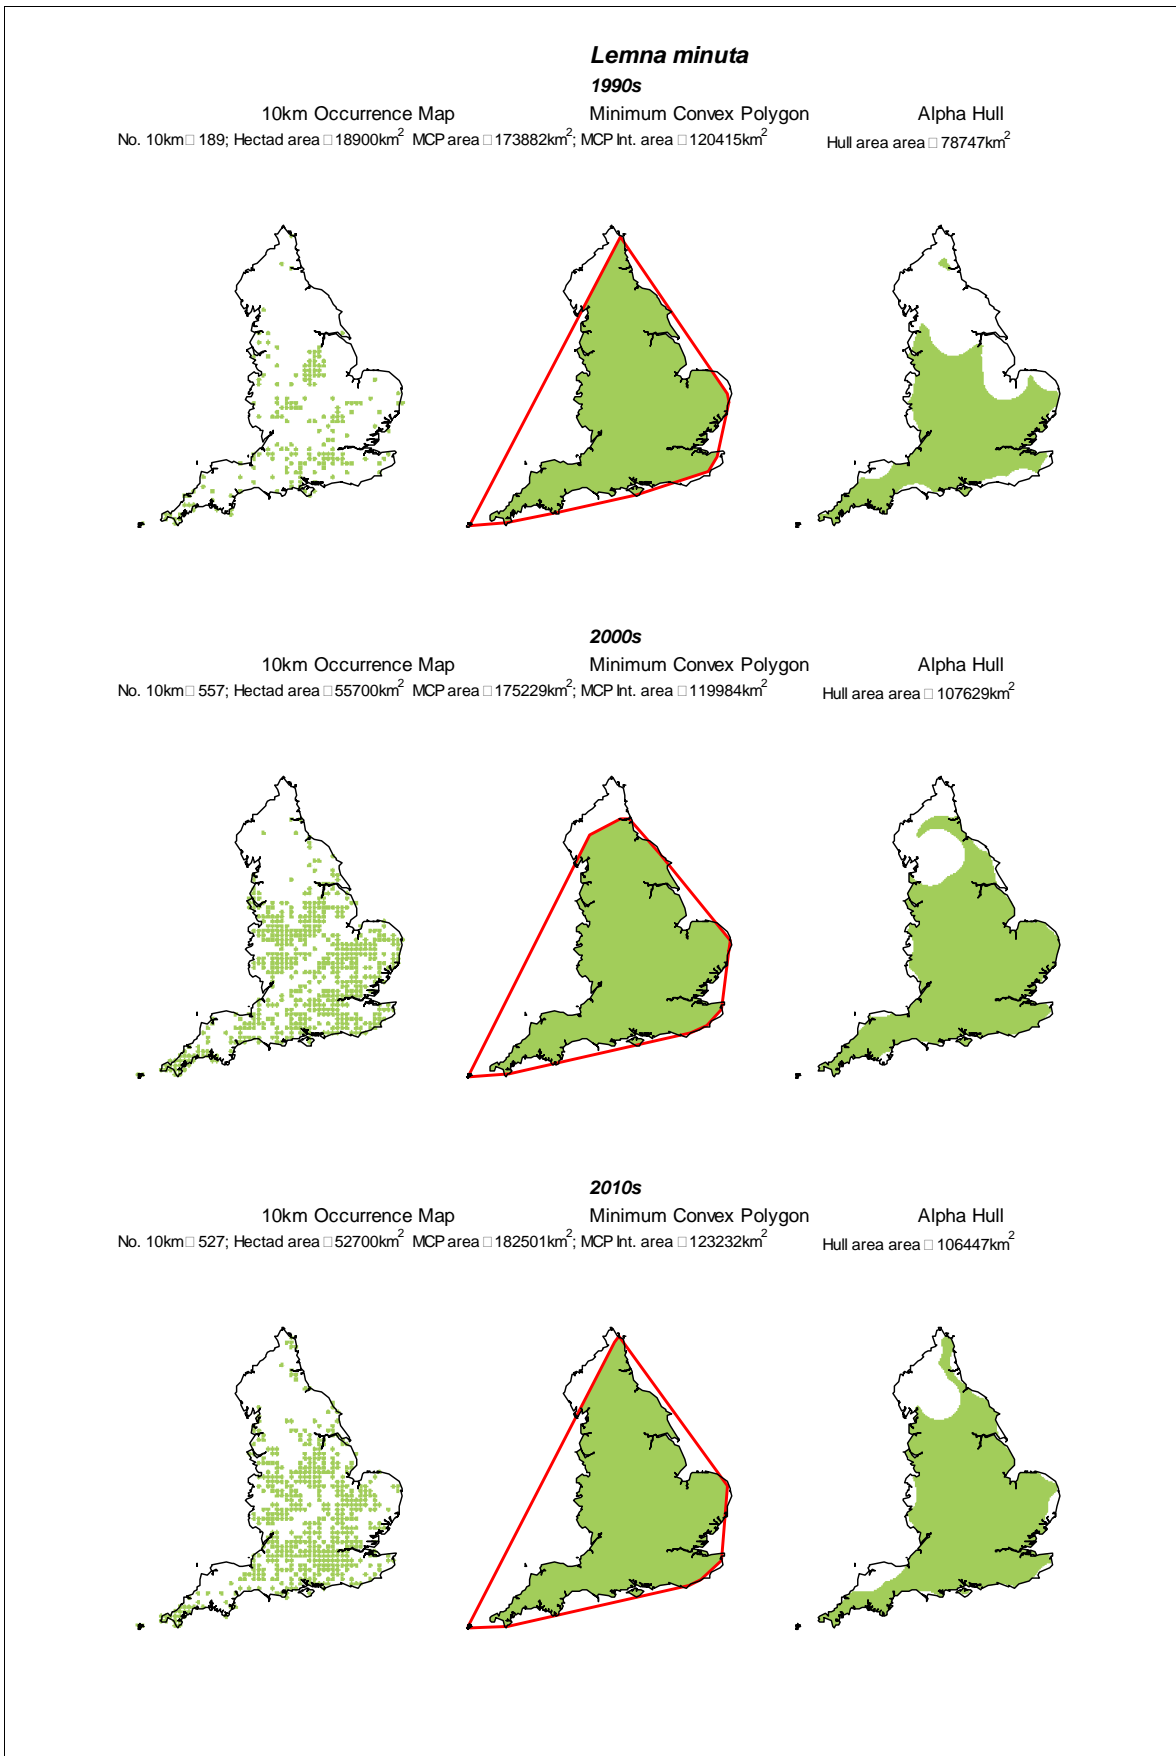 Lemna minuta
1990s
10km Occurrence Map Minimum Convex Polygon Alpha Hull
No. 10km□189; Hectad area□18900km² MCP area□173882km²; MCP Int. area□120415km² Hull area area□78747km²
2000s
10km Occurrence Map Minimum Convex Polygon Alpha Hull
No. 10km□557; Hectad area□55700km² MCP area□175229km²; MCP Int. area□119984km² Hull area area□107629km²
2010s
10km Occurrence Map Minimum Convex Polygon Alpha Hull
No. 10km□527; Hectad area□52700km² MCP area□182501km²; MCP Int. area□123232km² Hull area area□106447km²